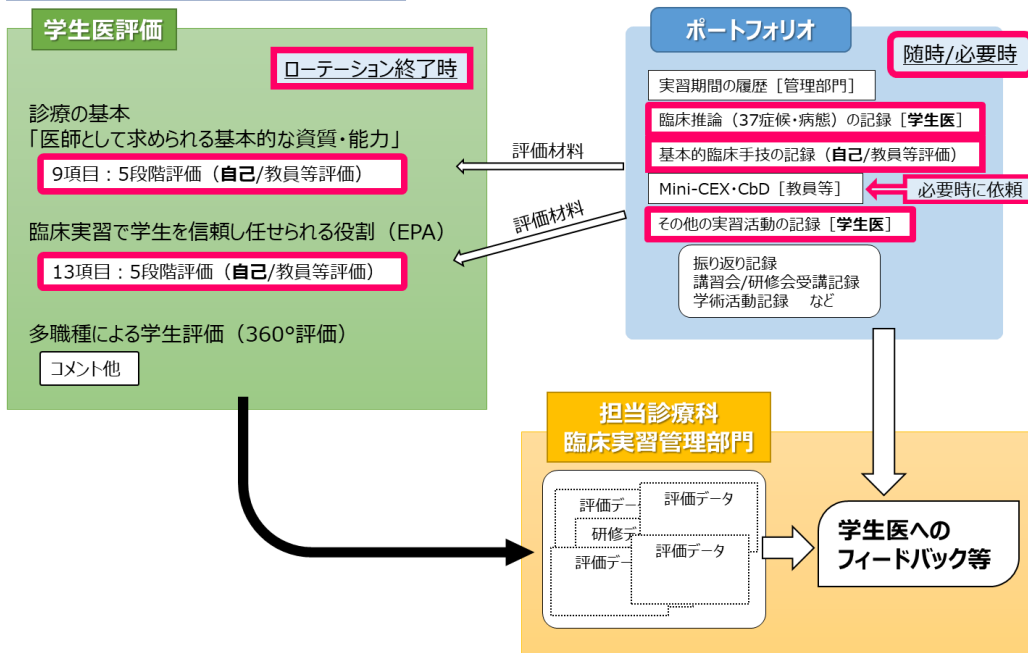 学生医評価
ローテーション終了時
診療の基本
「医師として求められる基本的な資質・能力」
9項目：5段階評価（自己/教員等評価）
臨床実習で学生を信頼し任せられる役割（EPA）
13項目：5段階評価（自己/教員等評価）
多職種による学生評価（360°評価）
コメント他
評価材料
評価材料
ポートフォリオ
随時/必要時
実習期間の履歴［管理部門］
臨床推論（37症候・病態）の記録［学生医］
基本的臨床手技の記録（自己/教員等評価）
Mini-CEX・CbD［教員等］
必要時に依頼
その他の実習活動の記録［学生医］
振り返り記録
講習会/研修会受講記録
学術活動記録　など
担当診療科
臨床実習管理部門
評価デー
評価データ
研修デ
評価デー
評価データ
学生医への
フィードバック等